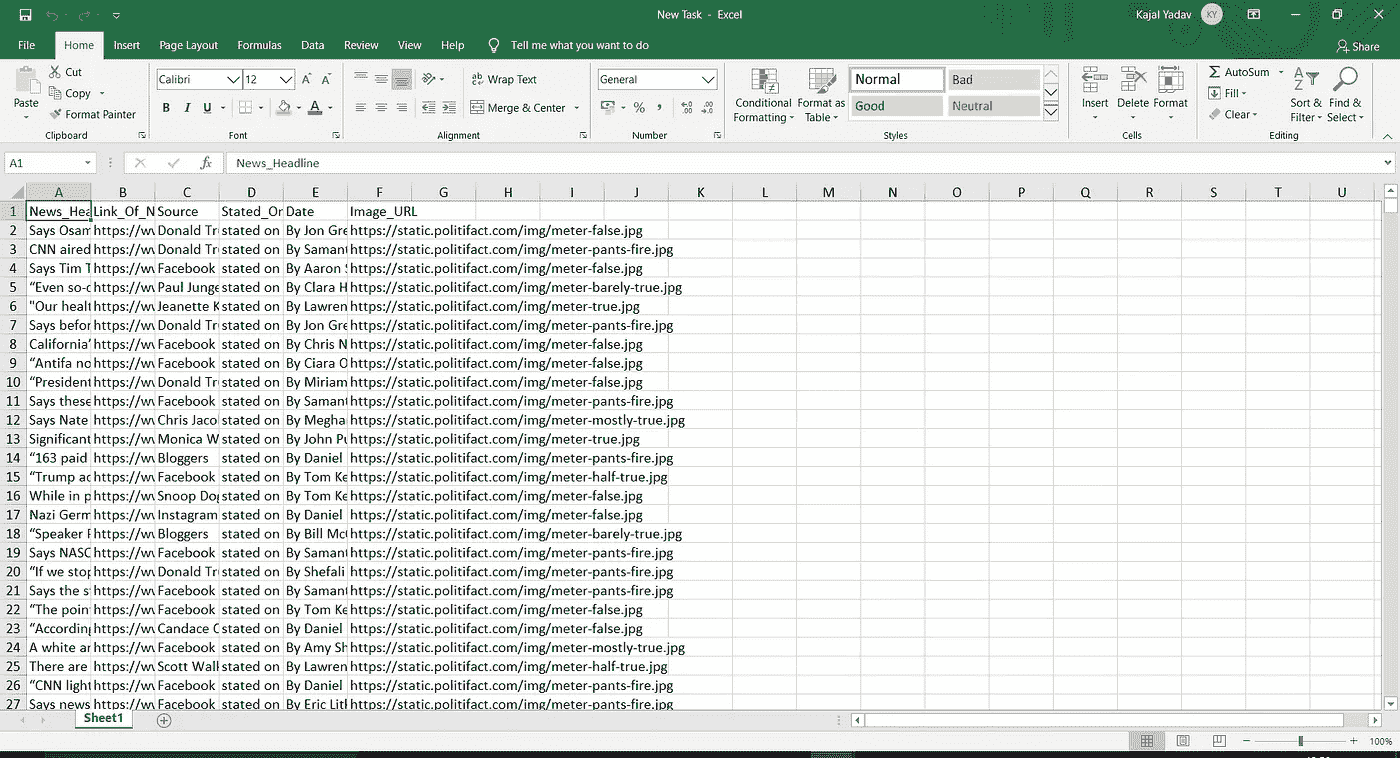 New Task - Excel
Kajal Yadav KY
File Home Insert Page Layout Formulas Data Review View Help Tell me what you want to do Share
Paste Cut Copy Format Painter Clipboard
Calibri 12 A A B I U A Font
Wrap Text Merge & Center Alignment
General % , Number
Conditional Formatting Format as Table Normal Bad Good Neutral Styles
Insert Delete Format Cells
AutoSum Fill Clear Sort & Filter Find & Select Editing
A1 fx News_Headline
A B C D E F G H I J K L M N O P Q R S T U
1 News_Hea Link_Of_N Source Stated_Or Date Image_URL
2 Says Osam https://w Donald Tr stated on By Jon Gre https://static.politifact.com/img/meter-false.jpg
3 CNN aired https://w Donald Tr stated on By Samant https://static.politifact.com/img/meter-pants-fire.jpg
4 Says Tim T https://w Facebook stated on By Aaron S https://static.politifact.com/img/meter-false.jpg
5 “Even so-c https://w Paul Junge stated on By Clara H https://static.politifact.com/img/meter-barely-true.jpg
6 "Our healt https://w Jeanette K stated on By Lawren https://static.politifact.com/img/meter-true.jpg
7 Says befor https://w Donald Tr stated on By Jon Gre https://static.politifact.com/img/meter-pants-fire.jpg
8 California’ https://w Facebook stated on By Chris N https://static.politifact.com/img/meter-false.jpg
9 “Antifa no https://w Facebook stated on By Ciara O https://static.politifact.com/img/meter-false.jpg
10 “President https://w Donald Tr stated on By Miriam https://static.politifact.com/img/meter-false.jpg
11 Says these https://w Facebook stated on By Samant https://static.politifact.com/img/meter-pants-fire.jpg
12 Says Nate https://w Chris Jaco stated on By Megha https://static.politifact.com/img/meter-mostly-true.jpg
13 Significant https://w Monica W stated on By John Pu https://static.politifact.com/img/meter-true.jpg
14 “163 paid https://w Bloggers stated on By Daniel https://static.politifact.com/img/meter-pants-fire.jpg
15 “Trump ac https://w Facebook stated on By Tom Ke https://static.politifact.com/img/meter-half-true.jpg
16 While in p https://w Snoop Dog stated on By Tom Ke https://static.politifact.com/img/meter-false.jpg
17 Nazi Germ https://w Instagram stated on By Daniel https://static.politifact.com/img/meter-false.jpg
18 “Speaker P https://w Bloggers stated on By Bill McC https://static.politifact.com/img/meter-barely-true.jpg
19 Says NASC https://w Facebook stated on By Samant https://static.politifact.com/img/meter-pants-fire.jpg
20 “If we stop https://w Donald Tr stated on By Shefali https://static.politifact.com/img/meter-pants-fire.jpg
21 Says the s https://w Facebook stated on By Samant https://static.politifact.com/img/meter-pants-fire.jpg
22 “The poin https://w Facebook stated on By Tom Ke https://static.politifact.com/img/meter-false.jpg
23 “According https://w Candace O stated on By Daniel https://static.politifact.com/img/meter-false.jpg
24 A white ar https://w Facebook stated on By Amy Sh https://static.politifact.com/img/meter-mostly-true.jpg
25 There are https://w Scott Walk stated on By Lawren https://static.politifact.com/img/meter-half-true.jpg
26 “CNN light https://w Facebook stated on By Daniel https://static.politifact.com/img/meter-pants-fire.jpg
27 Says news https://w Facebook stated on By Eric Lit https://static.politifact.com/img/meter-pants-fire.jpg
Sheet1
100%